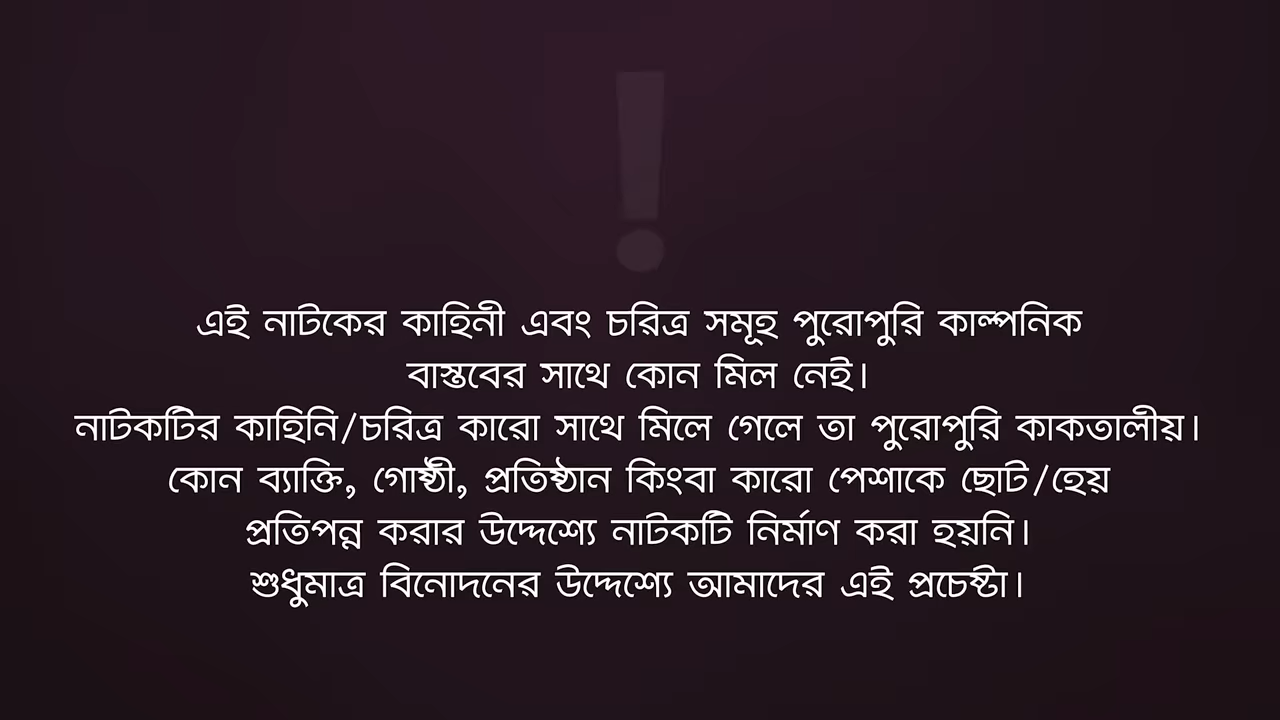 এই নাটকের কাহিনী এবং চরিত্র সমূহ পুরোপুরি কাল্পনিক
বাস্তবের সাথে কোন মিল নেই।
নাটকটির কাহিনি/চরিত্র কারো সাথে মিলে গেলে তা পুরোপুরি কাকতালীয়।
কোন ব্যাক্তি, গোষ্ঠী, প্রতিষ্ঠান কিংবা কারো পেশাকে ছোট/হেয়
প্রতিপন্ন করার উদ্দেশ্যে নাটকটি নির্মাণ করা হয়নি।
শুধুমাত্র বিনোদনের উদ্দেশ্যে আমাদের এই প্রচেষ্টা।